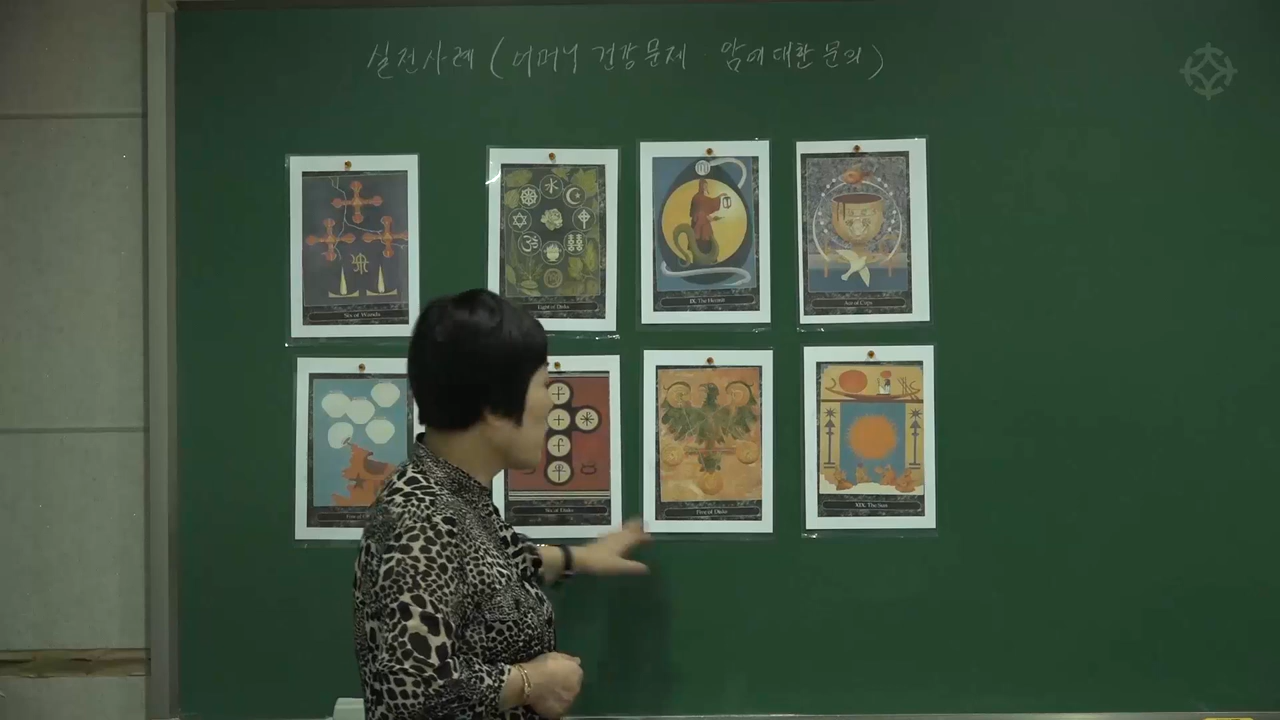 실전사례 (어머니 건강문제 · 암에 대한 문의)
Six of Wands
Eight of Disks
IX. The Hermit
Ace of Cups
Six of Disks
Five of Disks
XIX. The Sun